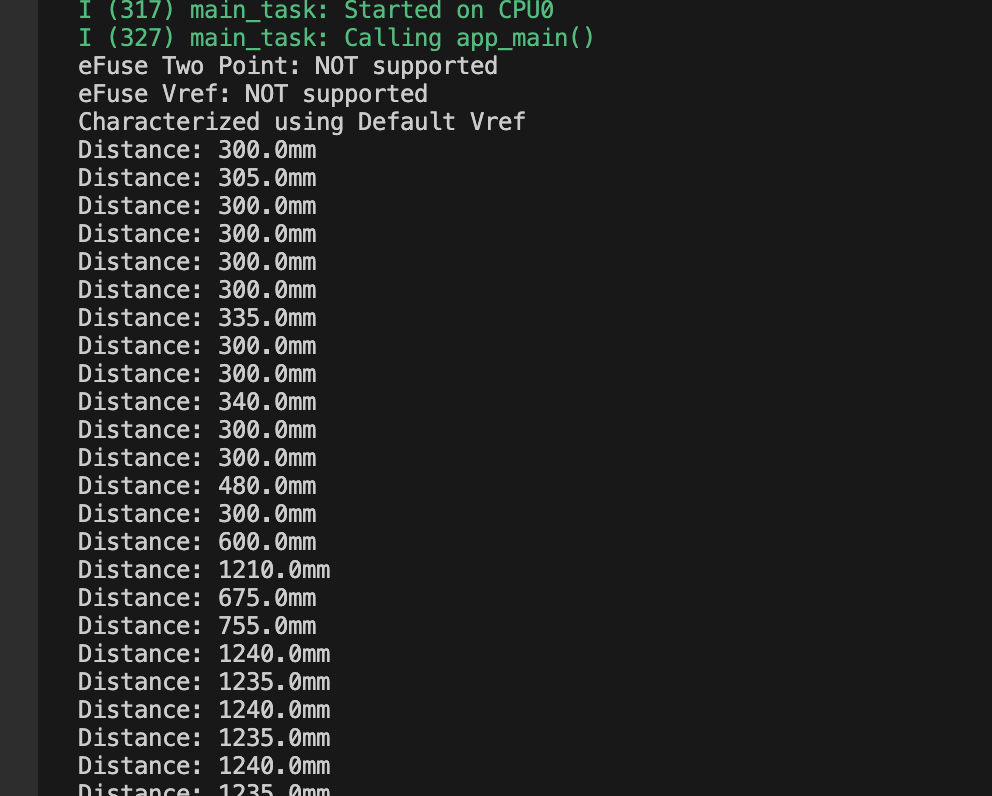 I (317) main_task: Started on CPU0
I (327) main_task: Calling app_main()
eFuse Two Point: NOT supported
eFuse Vref: NOT supported
Characterized using Default Vref
Distance: 300.0mm
Distance: 305.0mm
Distance: 300.0mm
Distance: 300.0mm
Distance: 300.0mm
Distance: 300.0mm
Distance: 335.0mm
Distance: 300.0mm
Distance: 300.0mm
Distance: 340.0mm
Distance: 300.0mm
Distance: 300.0mm
Distance: 480.0mm
Distance: 300.0mm
Distance: 600.0mm
Distance: 1210.0mm
Distance: 675.0mm
Distance: 755.0mm
Distance: 1240.0mm
Distance: 1235.0mm
Distance: 1240.0mm
Distance: 1235.0mm
Distance: 1240.0mm
Distance: 1235.0mm